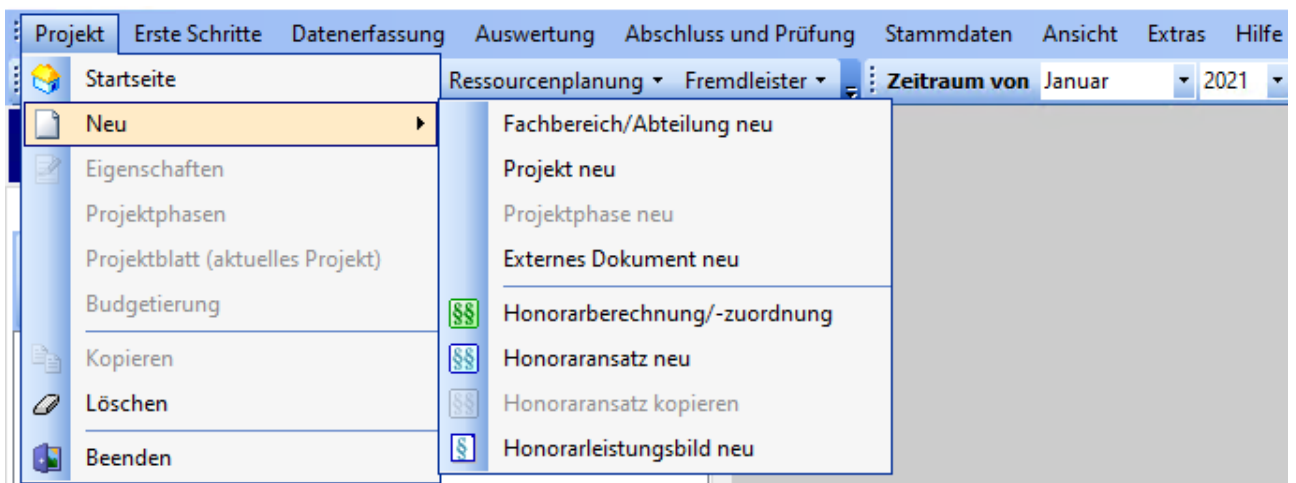 Projekt Erste Schritte Datenerfassung Auswertung Abschluss und Prüfung Stammdaten Ansicht Extras Hilfe
Startseite
Ressourcenplanung Fremdleister Zeitraum von Januar 2021
Neu
Eigenschaften
Projektphasen
Projektblatt (aktuelles Projekt)
Budgetierung
Kopieren
Löschen
Beenden
Fachbereich/Abteilung neu
Projekt neu
Projektphase neu
Externes Dokument neu
§§ Honorarberechnung/-zuordnung
§§ Honoraransatz neu
§§ Honoraransatz kopieren
§ Honorarleistungsbild neu